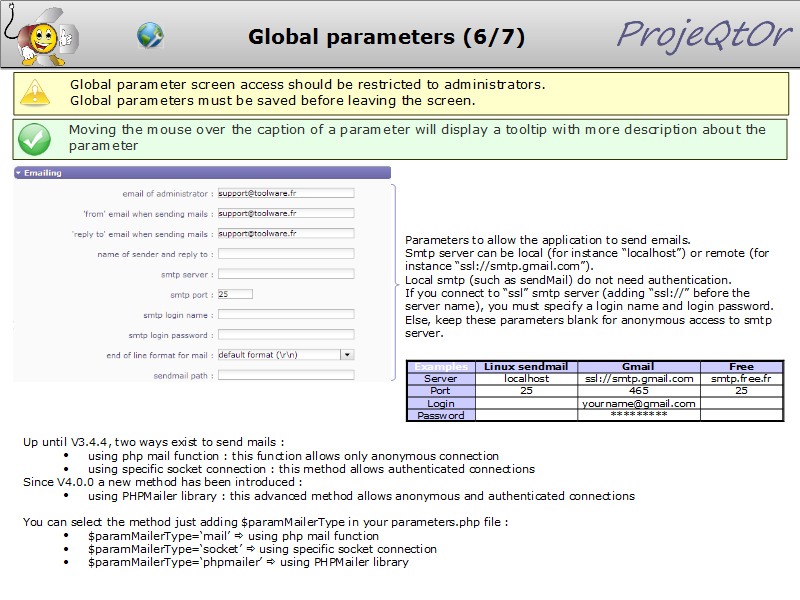 Global parameters (6/7)
ProjeQtOr
Global parameter screen access should be restricted to administrators.
Global parameters must be saved before leaving the screen.
Moving the mouse over the caption of a parameter will display a tooltip with more description about the
parameter
Emailing
email of administrator : support@toolware.fr
'from' email when sending mails : support@toolware.fr
'reply to' email when sending mails : support@toolware.fr
name of sender and reply to :
smtp server :
smtp port : 25
smtp login name :
smtp login password :
end of line format for mail : default format (\r\n)
sendmail path :
Parameters to allow the application to send emails.
Smtp server can be local (for instance “localhost”) or remote (for
instance “ssl://smtp.gmail.com”).
Local smtp (such as sendMail) do not need authentication.
If you connect to “ssl” smtp server (adding “ssl://” before the
server name), you must specify a login name and login password.
Else, keep these parameters blank for anonymous access to smtp
server.
Examples Linux sendmail Gmail Free
Server localhost ssl://smtp.gmail.com smtp.free.fr
Port 25 465 25
Login yourname@gmail.com
Password *********
Up until V3.4.4, two ways exist to send mails :
• using php mail function : this function allows only anonymous connection
• using specific socket connection : this method allows authenticated connections
Since V4.0.0 a new method has been introduced :
• using PHPMailer library : this advanced method allows anonymous and authenticated connections
You can select the method just adding $paramMailerType in your parameters.php file :
• $paramMailerType=‘mail’ ⇨ using php mail function
• $paramMailerType=‘socket’ ⇨ using specific socket connection
• $paramMailerType=‘phpmailer’ ⇨ using PHPMailer library